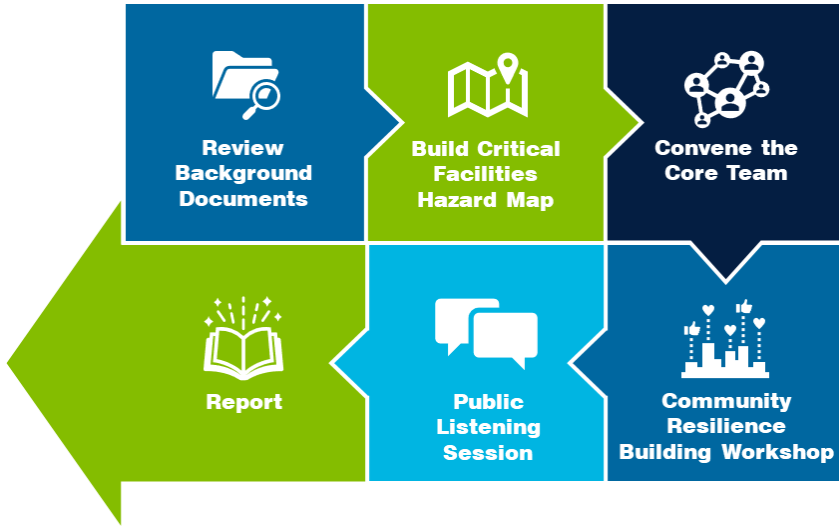 Review
Background
Documents
Build Critical
Facilities
Hazard Map
Convene the
Core Team
Community
Resilience
Building Workshop
Public
Listening
Session
Report